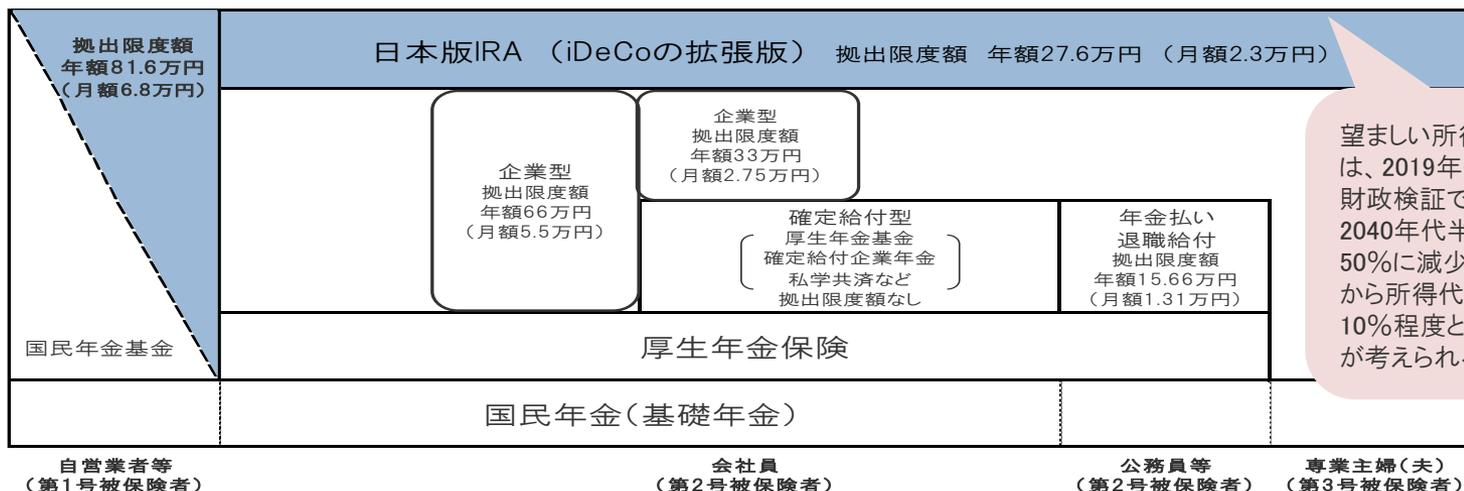 拠出限度額
年額81.6万円
(月額6.8万円)
日本版IRA (iDeCoの拡張版) 拠出限度額 年額27.6万円 (月額2.3万円)
企業型
拠出限度額
年額66万円
(月額5.5万円)
企業型
拠出限度額
年額33万円
(月額2.75万円)
確定給付型
厚生年金基金
確定給付企業年金
私学共済など
拠出限度額なし
年金払い
退職給付
拠出限度額
年額15.66万円
(月額1.31万円)
望ましい所
は、2019年
財政検証で
2040年代半
50%に減少
から所得代
10%程度と
が考えられ
国民年金基金
厚生年金保険
国民年金(基礎年金)
自営業者等
(第1号被保険者)
会社員
(第2号被保険者)
公務員等
(第2号被保険者)
専業主婦(夫)
(第3号被保険者)